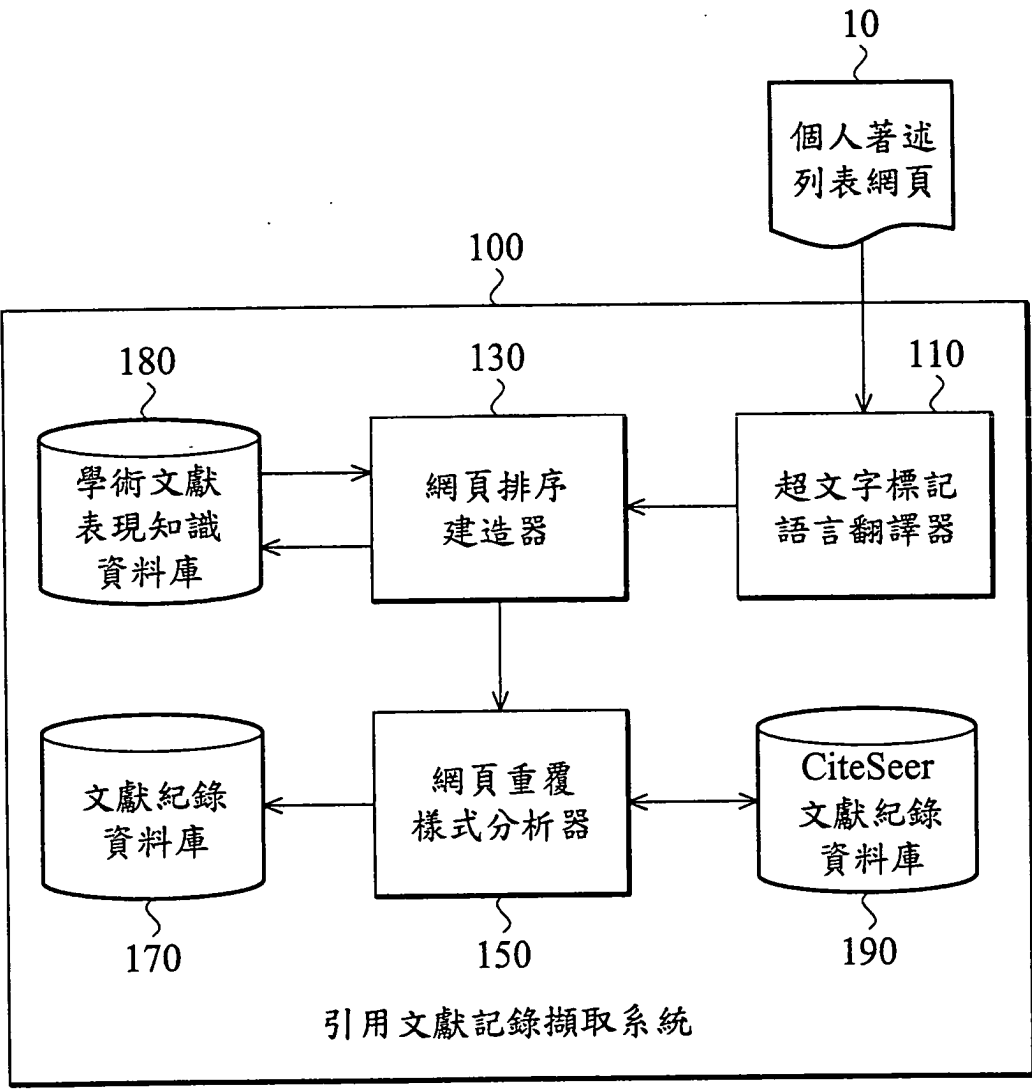 10
個人著述
列表網頁
100
180
130
110
學術文獻
表現知識
資料庫
網頁排序
建造器
超文字標記
語言翻譯器
文獻紀錄
資料庫
網頁重覆
樣式分析器
CiteSeer
文獻紀錄
資料庫
170
150
190
引用文獻記錄擷取系統